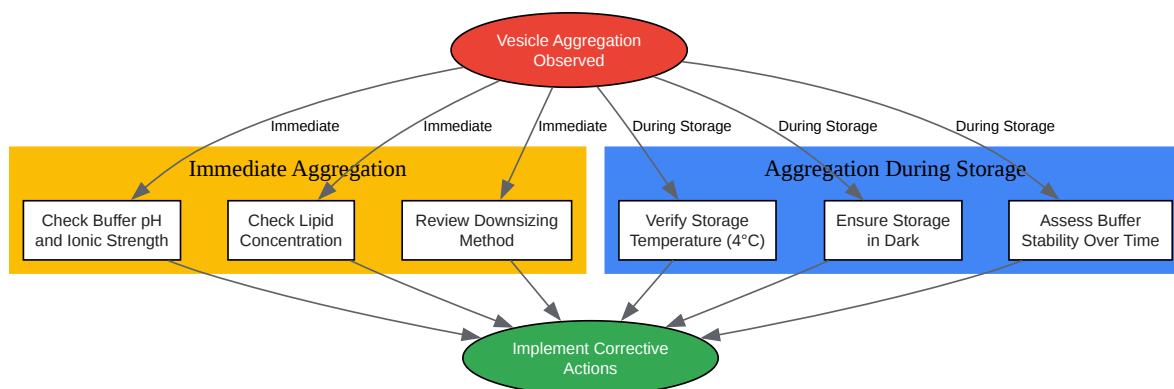 Vesicle Aggregation
Observed
Immediate
Immediate
Immediate
During Storage
During Storage
During Storage
Immediate Aggregation
Aggregation During Storage
Check Buffer pH
and Ionic Strength
Check Lipid
Concentration
Review Downsizing
Method
Verify Storage
Temperature (4°C)
Ensure Storage
in Dark
Assess Buffer
Stability Over Time
Implement Corrective
Actions